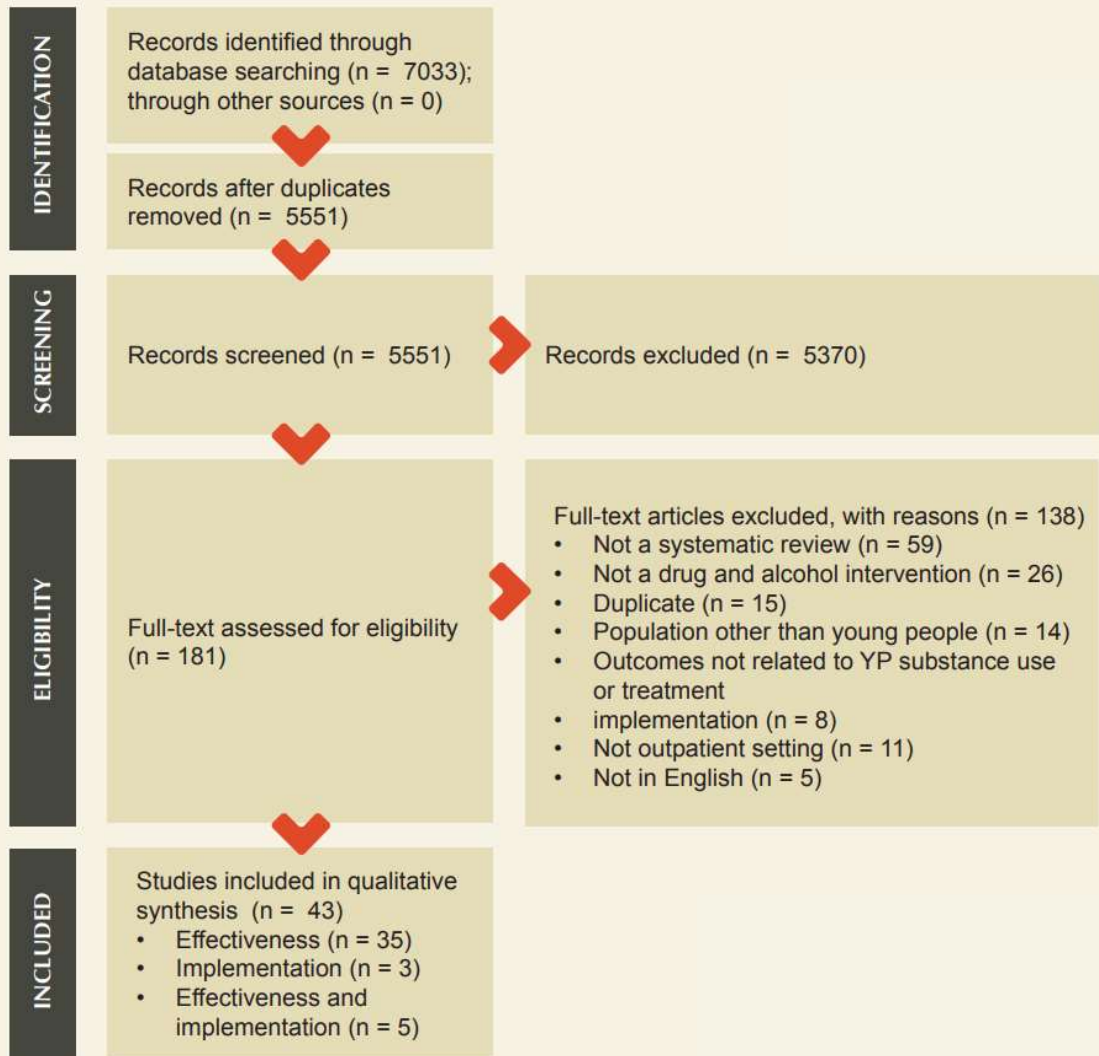 IDENTIFICATION
Records identified through
database searching (n = 7033);
through other sources (n = 0)
Records after duplicates
removed (n = 5551)
SCREENING
Records screened (n = 5551)
Records excluded (n = 5370)
ELIGIBILITY
Full-text assessed for eligibility
(n = 181)
Full-text articles excluded, with reasons (n = 138)
• Not a systematic review (n = 59)
• Not a drug and alcohol intervention (n = 26)
• Duplicate (n = 15)
• Population other than young people (n = 14)
• Outcomes not related to YP substance use
or treatment
• implementation (n = 8)
• Not outpatient setting (n = 11)
• Not in English (n = 5)
INCLUDED
Studies included in qualitative
synthesis (n = 43)
• Effectiveness (n = 35)
• Implementation (n = 3)
• Effectiveness and
implementation (n = 5)